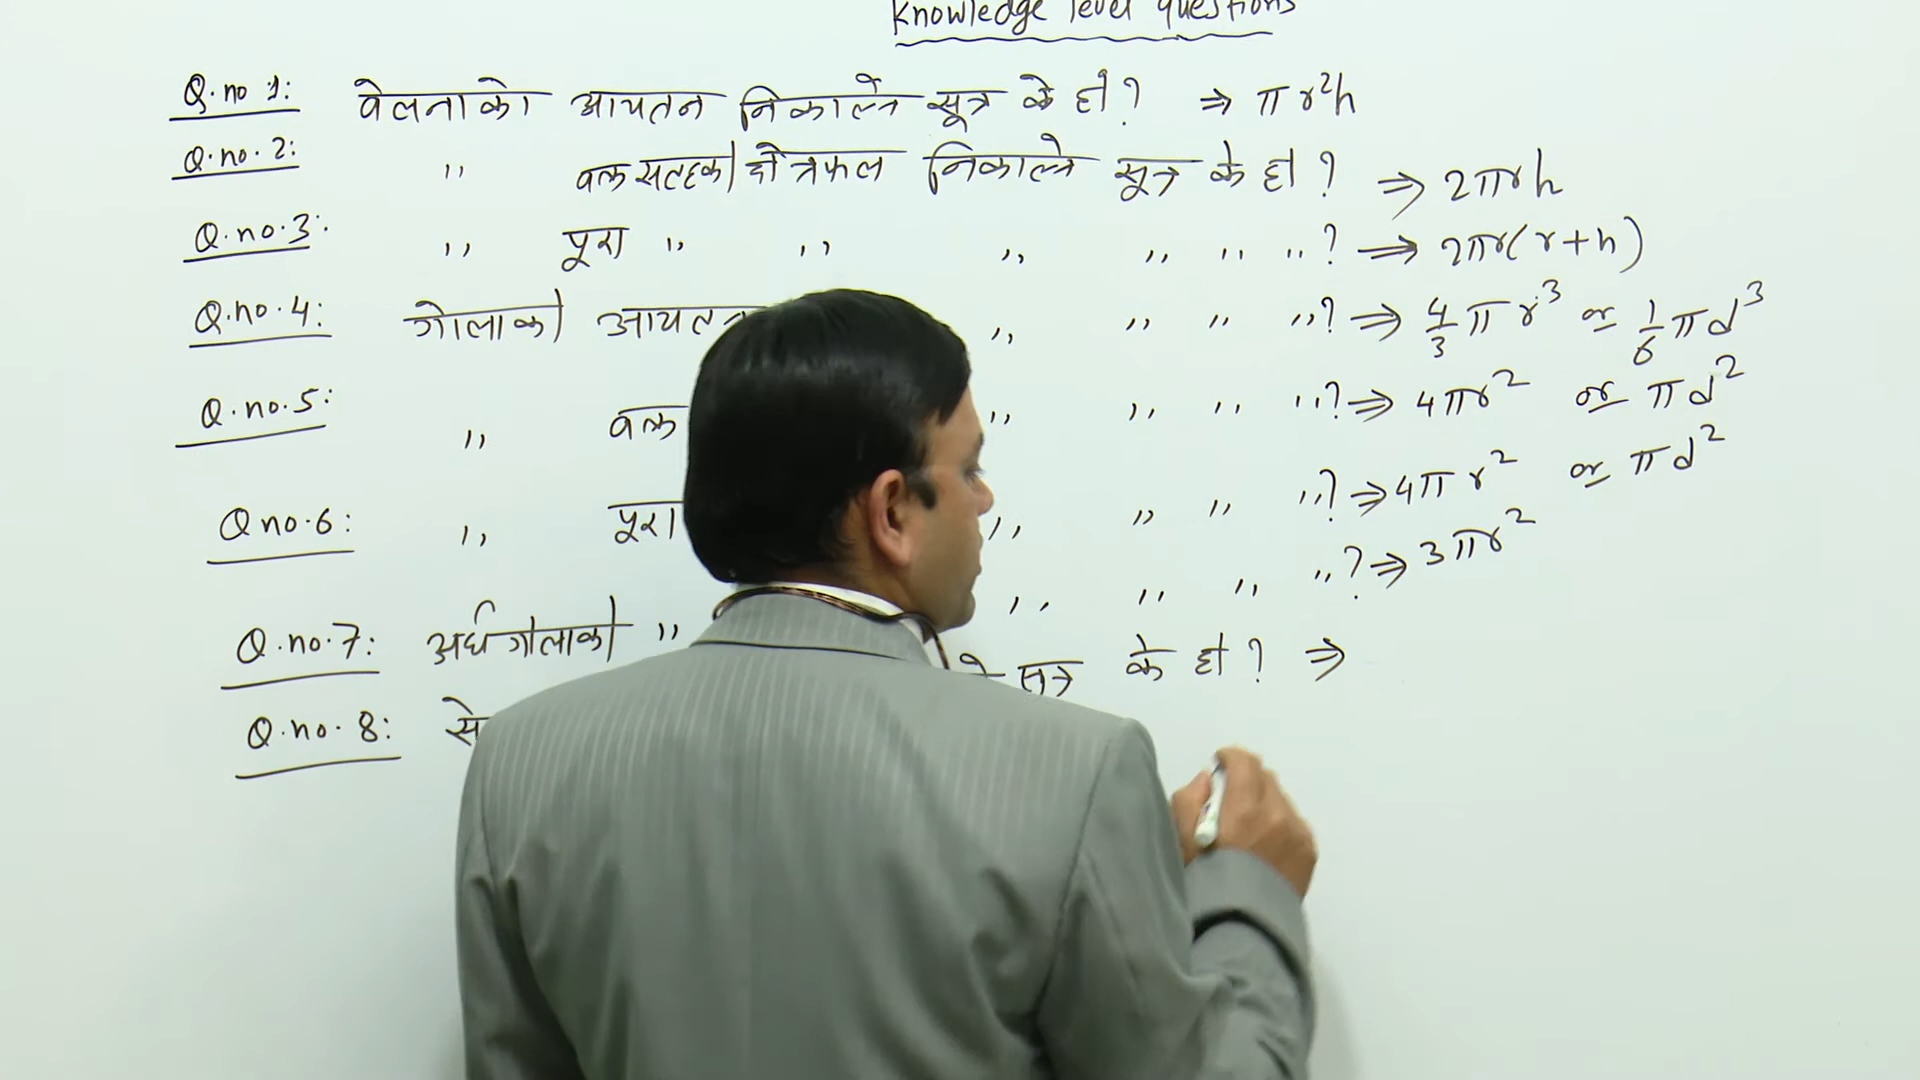 Knowledge level questions
Q.no 1: वेलनाको आयतन निकाल्ने सूत्र के हो? ⇒ πr²h
Q.no.2: ,, वक्र सतहको क्षेत्रफल निकाल्ने सूत्र के हो? ⇒ 2πrh
Q.no.3: ,, पूरा ,, ,, ,, ,, ,, ,,? ⇒ 2πr(r+h)
Q.no.4: गोलाको आयतन ,, ,, ,, ,,? ⇒ 4/3 πr³ or 1/6 πd³
Q.no.5: ,, वक्र ,, ,, ,, ,,? ⇒ 4πr² or πd²
Q no.6: ,, पूरा ,, ,, ,, ,,? ⇒ 4πr² or πd²
Q.no.7: अर्धगोलाको ,, ,, ,, ,, ,,? ⇒ 3πr²
Q.no.8: सूत्र के हो? ⇒